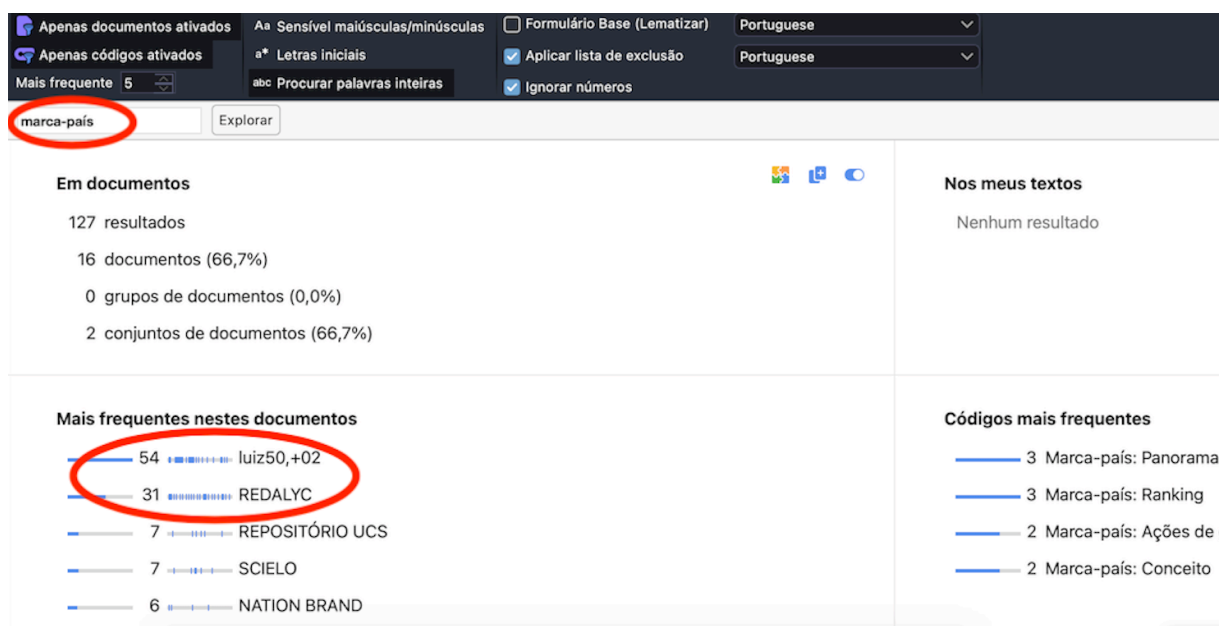 Apenas documentos ativados
Aa Sensível maiúsculas/minúsculas
Formulário Base (Lematizar)
Portuguese
Apenas códigos ativados
a* Letras iniciais
Aplicar lista de exclusão
Portuguese
Mais frequente 5
abc Procurar palavras inteiras
Ignorar números
marca-país
Explorar
Em documentos
127 resultados
16 documentos (66,7%)
0 grupos de documentos (0,0%)
2 conjuntos de documentos (66,7%)
Nos meus textos
Nenhum resultado
Mais frequentes nestes documentos
54 luiz50,+02
31 REDALYC
7 REPOSITÓRIO UCS
7 SCIELO
6 NATION BRAND
Códigos mais frequentes
3 Marca-país: Panorama
3 Marca-país: Ranking
2 Marca-país: Ações de
2 Marca-país: Conceito